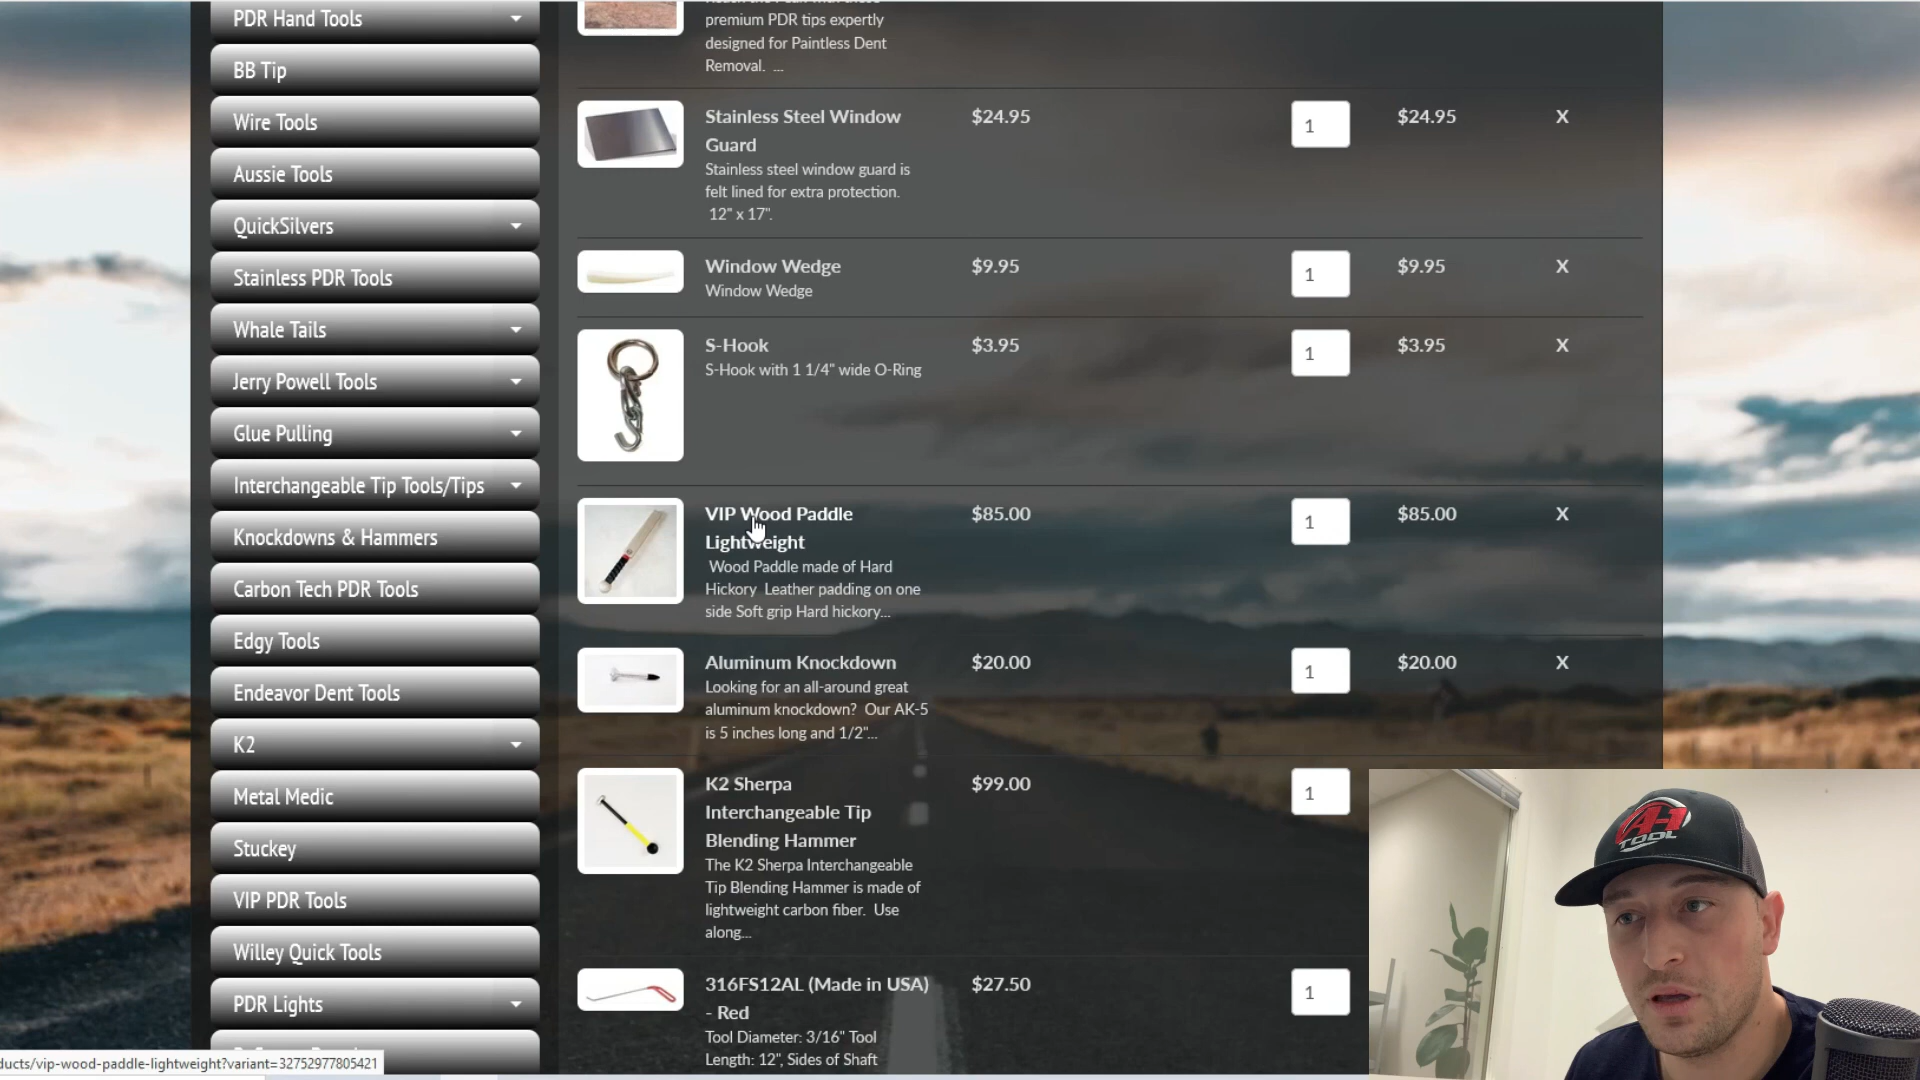 PDR Hand Tools
BB Tip
Wire Tools
Aussie Tools
QuickSilvers
Stainless PDR Tools
Whale Tails
Jerry Powell Tools
Glue Pulling
Interchangeable Tip Tools/Tips
Knockdowns & Hammers
Carbon Tech PDR Tools
Edgy Tools
Endeavor Dent Tools
K2
Metal Medic
Stuckey
VIP PDR Tools
Willey Quick Tools
PDR Lights
premium PDR tips expertly
designed for Paintless Dent
Removal. ...
Stainless Steel Window
Guard
Stainless steel window guard is
felt lined for extra protection.
12" x 17".
$24.95
1
$24.95
X
Window Wedge
Window Wedge
$9.95
1
$9.95
X
S-Hook
S-Hook with 1 1/4" wide O-Ring
$3.95
1
$3.95
X
VIP Wood Paddle
Lightweight
Wood Paddle made of Hard
Hickory Leather padding on one
side Soft grip Hard hickory...
$85.00
1
$85.00
X
Aluminum Knockdown
Looking for an all-around great
aluminum knockdown? Our AK-5
is 5 inches long and 1/2"...
$20.00
1
$20.00
X
K2 Sherpa
Interchangeable Tip
Blending Hammer
The K2 Sherpa Interchangeable
Tip Blending Hammer is made of
lightweight carbon fiber. Use
along...
$99.00
1
316FS12AL (Made in USA)
- Red
Tool Diameter: 3/16" Tool
Length: 12", Sides of Shaft
$27.50
1
ducts/vip-wood-paddle-lightweight?variant=32752977805421
A-1
TOOL